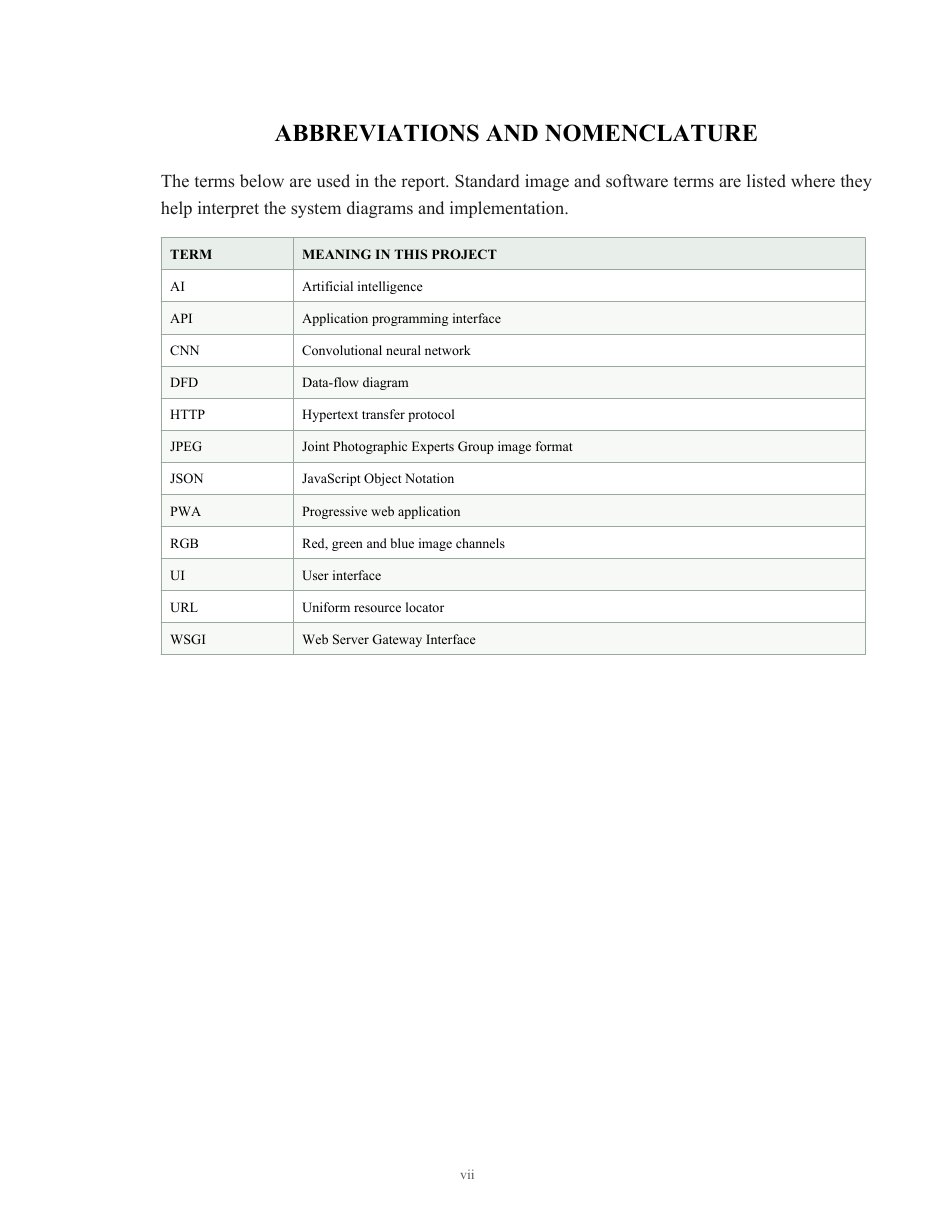 ABBREVIATIONS AND NOMENCLATURE
The terms below are used in the report. Standard image and software terms are listed where they
help interpret the system diagrams and implementation.
TERM MEANING IN THIS PROJECT
AI Artificial intelligence
API Application programming interface
CNN Convolutional neural network
DFD Data-flow diagram
HTTP Hypertext transfer protocol
JPEG Joint Photographic Experts Group image format
JSON JavaScript Object Notation
PWA Progressive web application
RGB Red, green and blue image channels
UI User interface
URL Uniform resource locator
WSGI Web Server Gateway Interface
vii